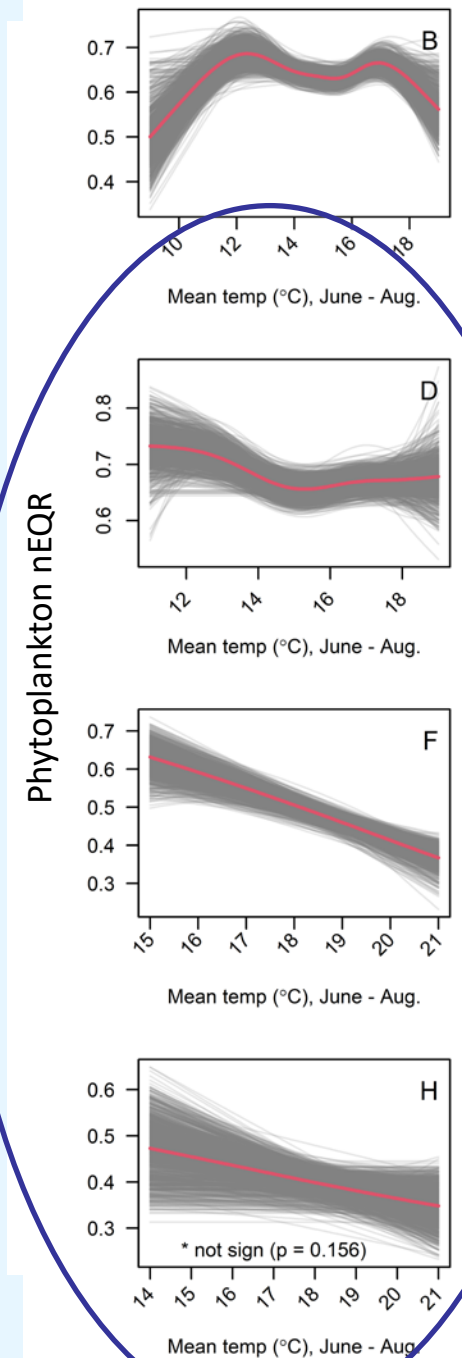 Phytoplankton nEQR
B
0.7
0.6
0.5
0.4
10 12 14 16 18
Mean temp (°C), June - Aug.
D
0.8
0.7
0.6
12 14 16 18
Mean temp (°C), June - Aug.
F
0.7
0.6
0.5
0.4
0.3
15 16 17 18 19 20 21
Mean temp (°C), June - Aug.
H
0.6
0.5
0.4
0.3
* not sign (p = 0.156)
14 15 16 17 18 19 20 21
Mean temp (°C), June - Aug.